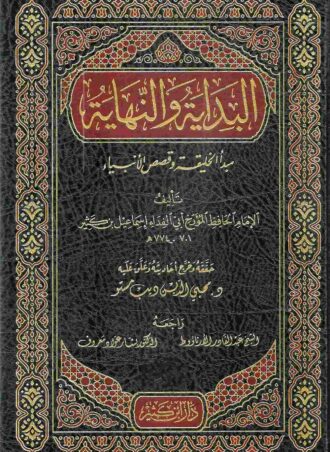 البداية والنهاية
مبدأ الخليقة وقصص الأنبياء
تأليف
الإمام الحافظ المؤرخ أبي الفداء إسماعيل بن كثير
٧٠١ - ٧٧٤ هـ
حققه وخرج أحاديثه وعلق عليه
د. محيي الدين ديب مستو
راجعه
الشيخ عبد القادر الأرناؤوط الدكتور بشار عواد معروف
دار ابن كثير